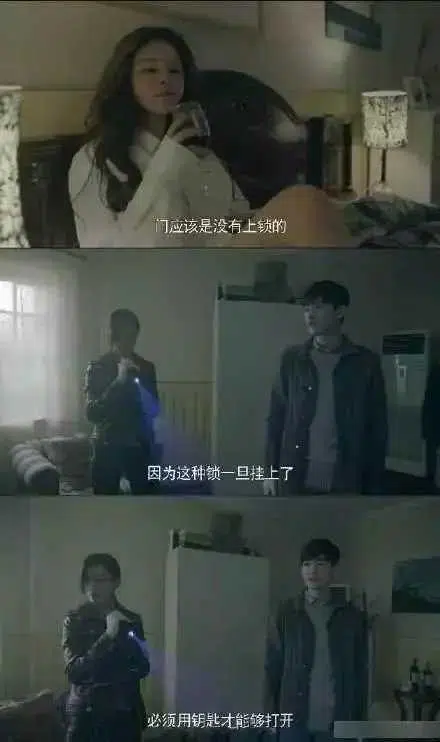 门应该是没有上锁的
因为这种锁一旦挂上了
必须用钥匙才能够打开